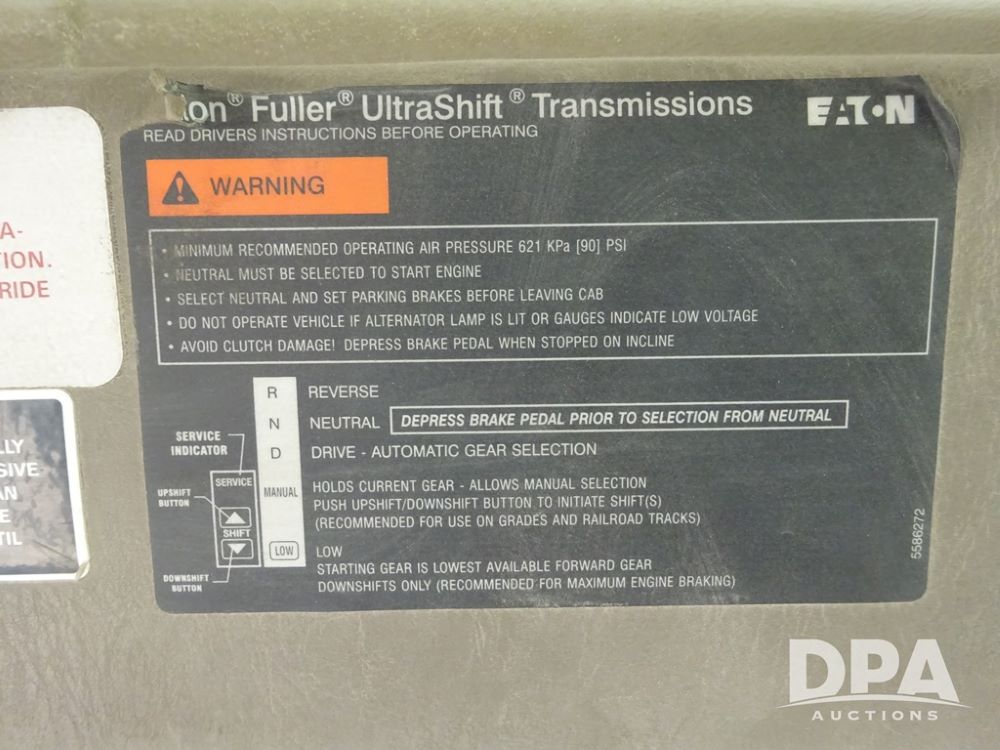 on® Fuller® UltraShift® Transmissions
EATON
READ DRIVERS INSTRUCTIONS BEFORE OPERATING
WARNING
• MINIMUM RECOMMENDED OPERATING AIR PRESSURE 621 KPa [90] PSI
• NEUTRAL MUST BE SELECTED TO START ENGINE
• SELECT NEUTRAL AND SET PARKING BRAKES BEFORE LEAVING CAB
• DO NOT OPERATE VEHICLE IF ALTERNATOR LAMP IS LIT OR GAUGES INDICATE LOW VOLTAGE
• AVOID CLUTCH DAMAGE! DEPRESS BRAKE PEDAL WHEN STOPPED ON INCLINE
R REVERSE
N NEUTRAL DEPRESS BRAKE PEDAL PRIOR TO SELECTION FROM NEUTRAL
D DRIVE - AUTOMATIC GEAR SELECTION
MANUAL HOLDS CURRENT GEAR - ALLOWS MANUAL SELECTION
PUSH UPSHIFT/DOWNSHIFT BUTTON TO INITIATE SHIFT(S)
(RECOMMENDED FOR USE ON GRADES AND RAILROAD TRACKS)
LOW LOW
STARTING GEAR IS LOWEST AVAILABLE FORWARD GEAR
DOWNSHIFTS ONLY (RECOMMENDED FOR MAXIMUM ENGINE BRAKING)
SERVICE
INDICATOR
SERVICE
UPSHIFT
BUTTON
SHIFT
DOWNSHIFT
BUTTON
5586272
A-
TION.
RIDE
LLY
SIVE
AN
E
TIL
DPA
AUCTIONS